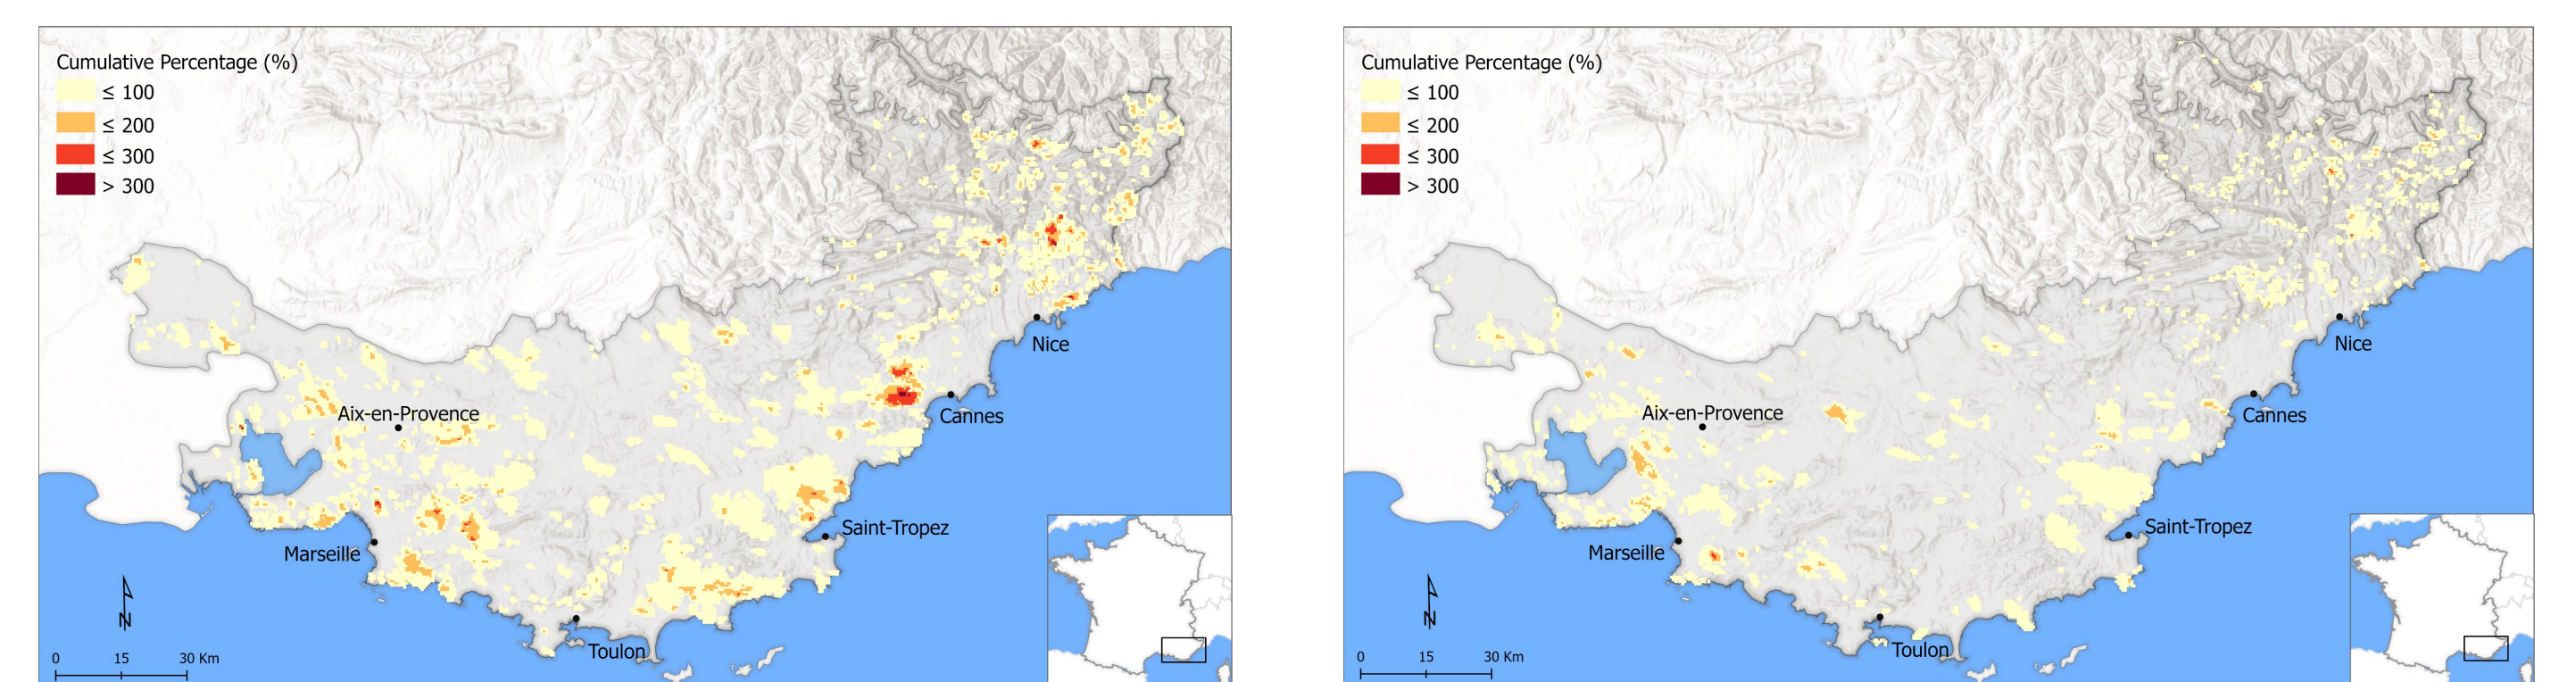 Cumulative Percentage (%)
≤ 100
≤ 200
≤ 300
> 300
Aix-en-Provence
Nice
Cannes
Saint-Tropez
Marseille
Toulon
N
0 15 30 Km
Cumulative Percentage (%)
≤ 100
≤ 200
≤ 300
> 300
Aix-en-Provence
Nice
Cannes
Saint-Tropez
Marseille
Toulon
N
0 15 30 Km